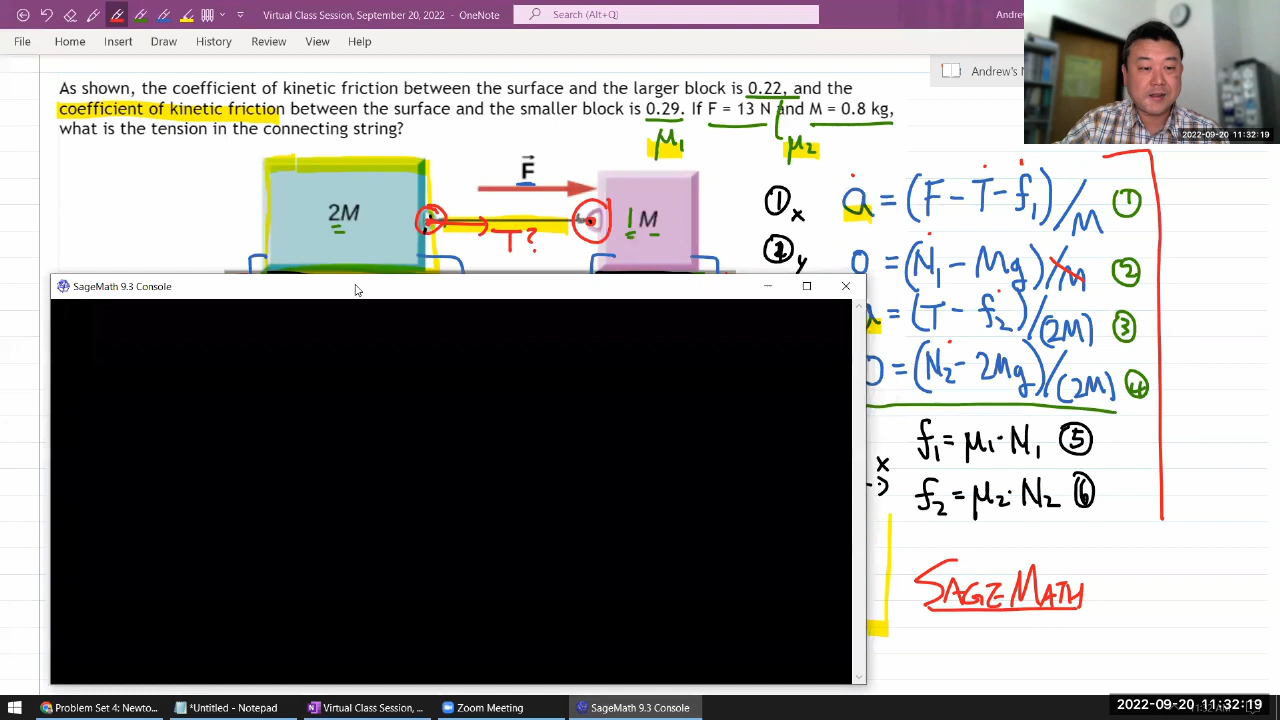 Virtual Class Session, September 20, 2022 - OneNote
Search (Alt+Q)
Andrew
File Home Insert Draw History Review View Help
Andrew's N
2022-09-20 11:32:19
As shown, the coefficient of kinetic friction between the surface and the larger block is 0.22, and the
coefficient of kinetic friction between the surface and the smaller block is 0.29. If F = 13 N and M = 0.8 kg,
what is the tension in the connecting string?
μ1
μ2
F
2M
T?
1M
①x
②y
a = (F - T - f1)/M ①
0 = (N1 - Mg)/M ②
a = (T - f2)/(2M) ③
0 = (N2 - 2Mg)/(2M) ④
x
f1 = μ1 · N1 ⑤
f2 = μ2 · N2 ⑥
SAGEMATH
SageMath 9.3 Console
Problem Set 4: Newto...
*Untitled - Notepad
Virtual Class Session, ...
Zoom Meeting
SageMath 9.3 Console
2022-09-20 11:32:19